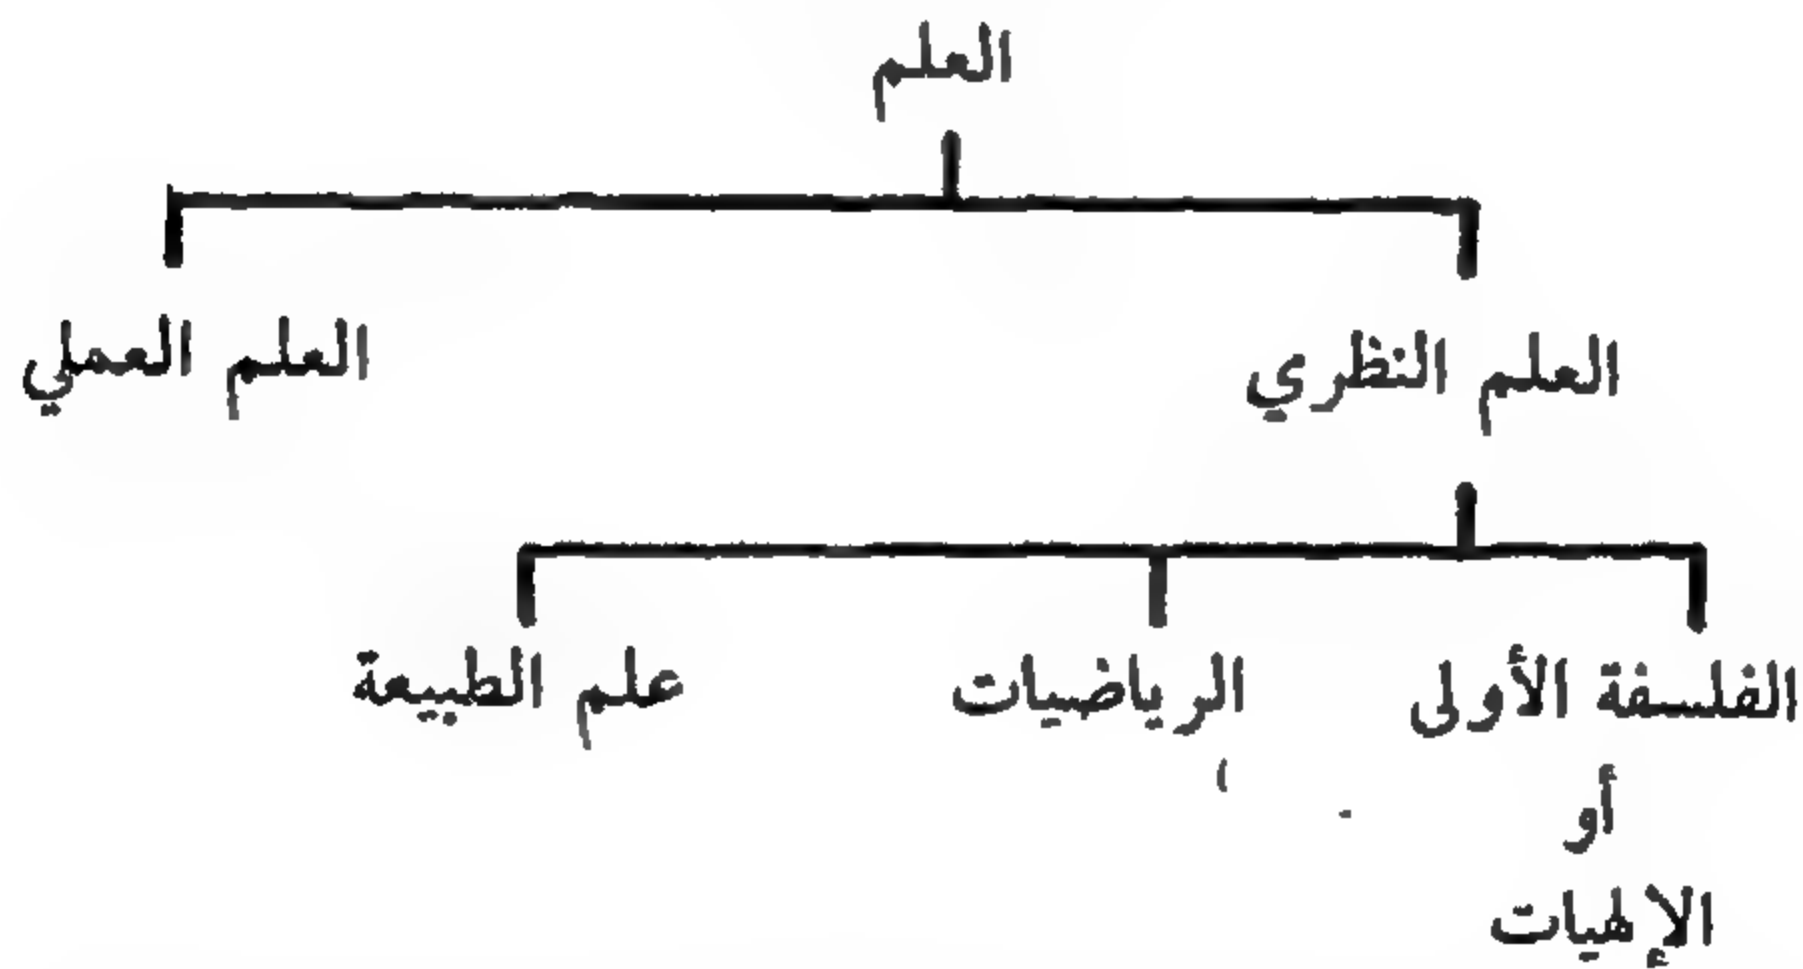 العلم
العلم النظري
العلم العملي
الفلسفة الأولى
أو
الإلهيات
الرياضيات
علم الطبيعة